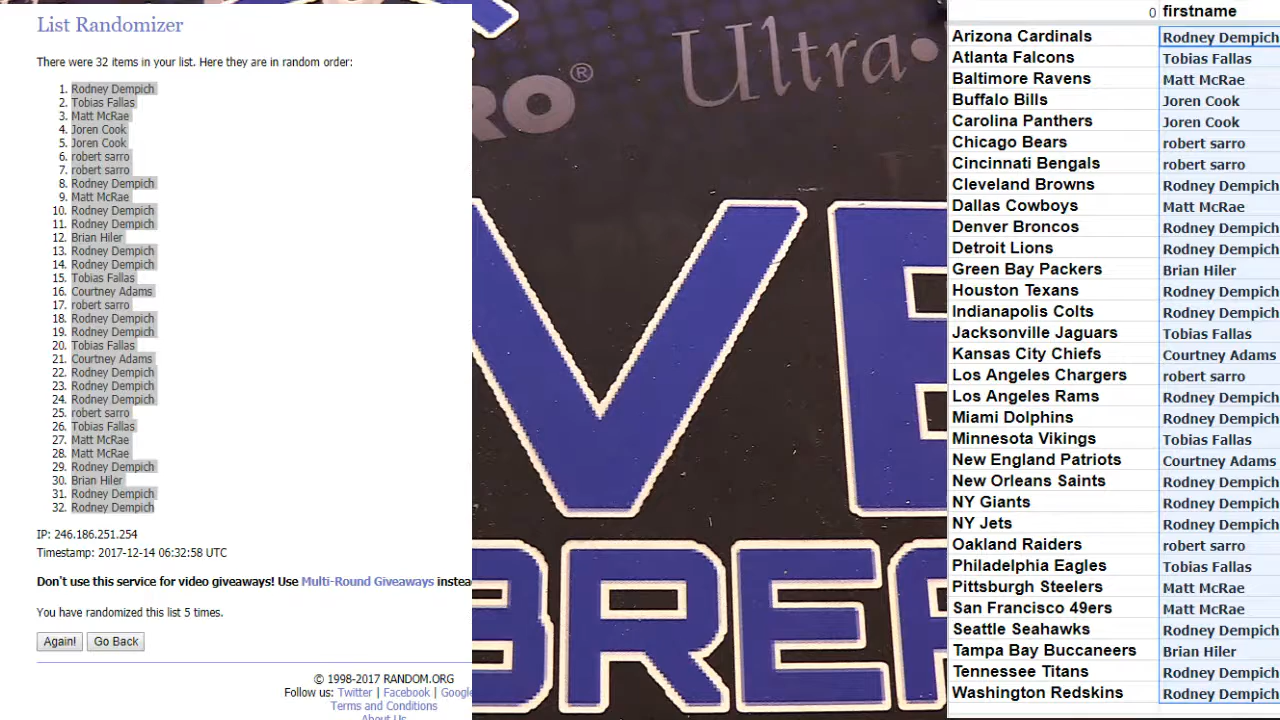 List Randomizer
There were 32 items in your list. Here they are in random order:
1. Rodney Dempich
2. Tobias Fallas
3. Matt McRae
4. Joren Cook
5. Joren Cook
6. robert sarro
7. robert sarro
8. Rodney Dempich
9. Matt McRae
10. Rodney Dempich
11. Rodney Dempich
12. Brian Hiler
13. Rodney Dempich
14. Rodney Dempich
15. Tobias Fallas
16. Courtney Adams
17. robert sarro
18. Rodney Dempich
19. Rodney Dempich
20. Tobias Fallas
21. Courtney Adams
22. Rodney Dempich
23. Rodney Dempich
24. Rodney Dempich
25. robert sarro
26. Tobias Fallas
27. Matt McRae
28. Matt McRae
29. Rodney Dempich
30. Brian Hiler
31. Rodney Dempich
32. Rodney Dempich
IP: 246.186.251.254
Timestamp: 2017-12-14 06:32:58 UTC
Don't use this service for video giveaways! Use Multi-Round Giveaways instea
You have randomized this list 5 times.
Again! Go Back
© 1998-2017 RANDOM.ORG
Follow us: Twitter | Facebook | Google
Terms and Conditions
About Us
Ultra
RO®
VE
BREA
0 firstname
Arizona Cardinals Rodney Dempich
Atlanta Falcons Tobias Fallas
Baltimore Ravens Matt McRae
Buffalo Bills Joren Cook
Carolina Panthers Joren Cook
Chicago Bears robert sarro
Cincinnati Bengals robert sarro
Cleveland Browns Rodney Dempich
Dallas Cowboys Matt McRae
Denver Broncos Rodney Dempich
Detroit Lions Rodney Dempich
Green Bay Packers Brian Hiler
Houston Texans Rodney Dempich
Indianapolis Colts Rodney Dempich
Jacksonville Jaguars Tobias Fallas
Kansas City Chiefs Courtney Adams
Los Angeles Chargers robert sarro
Los Angeles Rams Rodney Dempich
Miami Dolphins Rodney Dempich
Minnesota Vikings Tobias Fallas
New England Patriots Courtney Adams
New Orleans Saints Rodney Dempich
NY Giants Rodney Dempich
NY Jets Rodney Dempich
Oakland Raiders robert sarro
Philadelphia Eagles Tobias Fallas
Pittsburgh Steelers Matt McRae
San Francisco 49ers Matt McRae
Seattle Seahawks Rodney Dempich
Tampa Bay Buccaneers Brian Hiler
Tennessee Titans Rodney Dempich
Washington Redskins Rodney Dempich